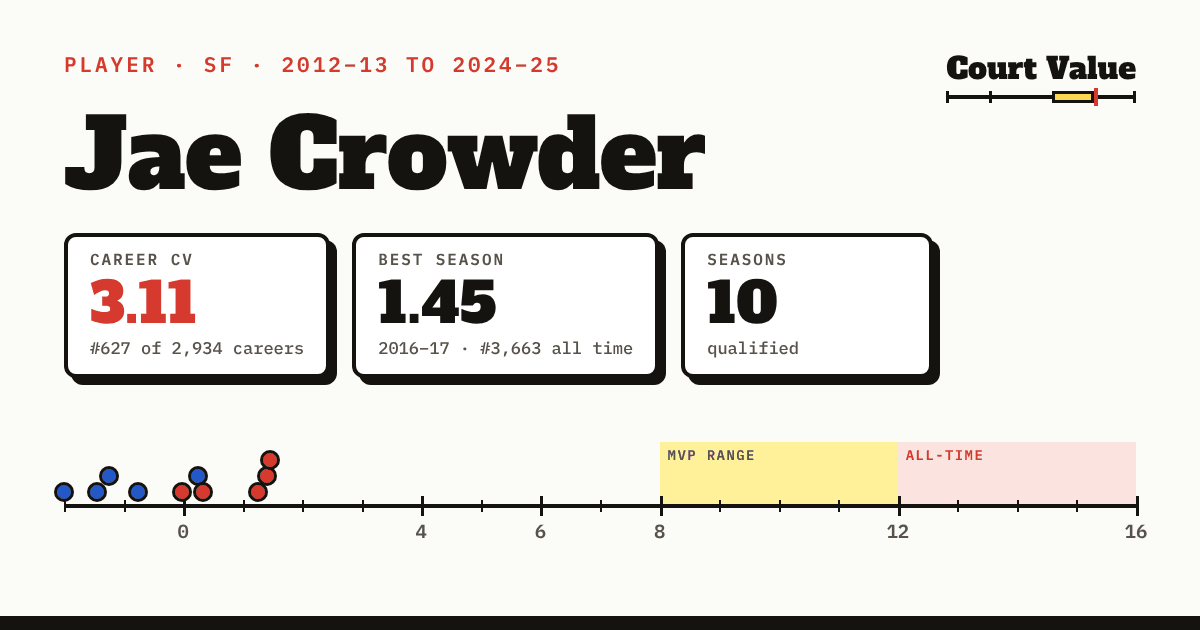 PLAYER · SF · 2012–13 TO 2024–25
Court Value
Jae Crowder
CAREER CV
3.11
#627 of 2,934 careers
BEST SEASON
1.45
2016–17 · #3,663 all time
SEASONS
10
qualified
MVP RANGE
ALL-TIME
0 4 6 8 12 16